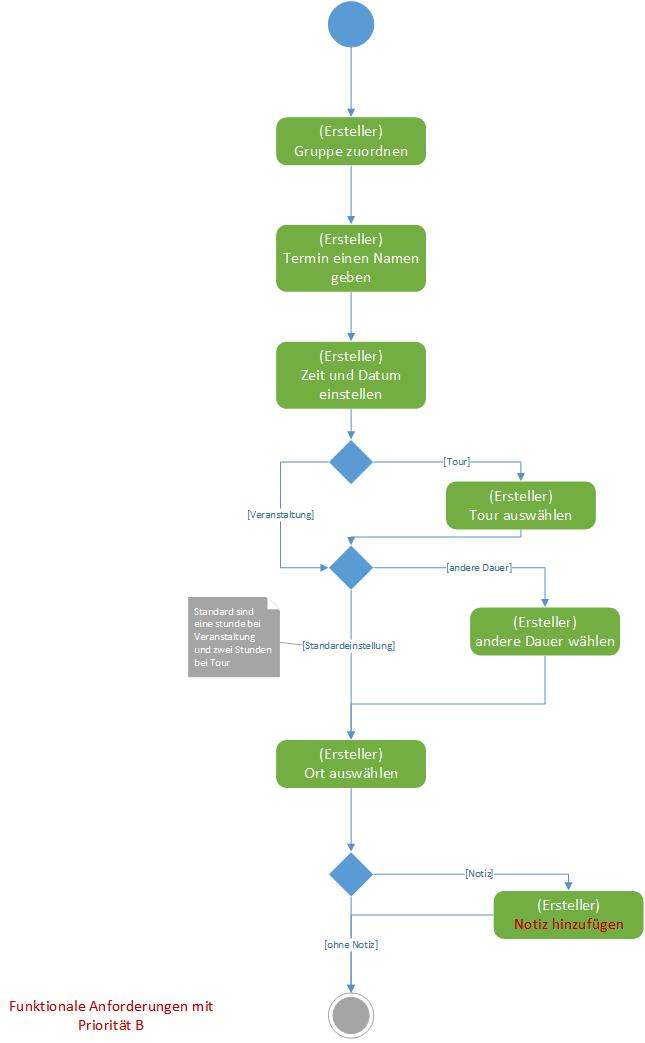 (Ersteller)
Gruppe zuordnen
(Ersteller)
Termin einen Namen
geben
(Ersteller)
Zeit und Datum
einstellen
[Tour]
(Ersteller)
Tour auswählen
[Veranstaltung]
[andere Dauer]
Standard sind
eine stunde bei
Veranstaltung
und zwei Stunden
bei Tour
[Standardeinstellung]
(Ersteller)
andere Dauer wählen
(Ersteller)
Ort auswählen
[Notiz]
(Ersteller)
Notiz hinzufügen
[ohne Notiz]
Funktionale Anforderungen mit
Priorität B